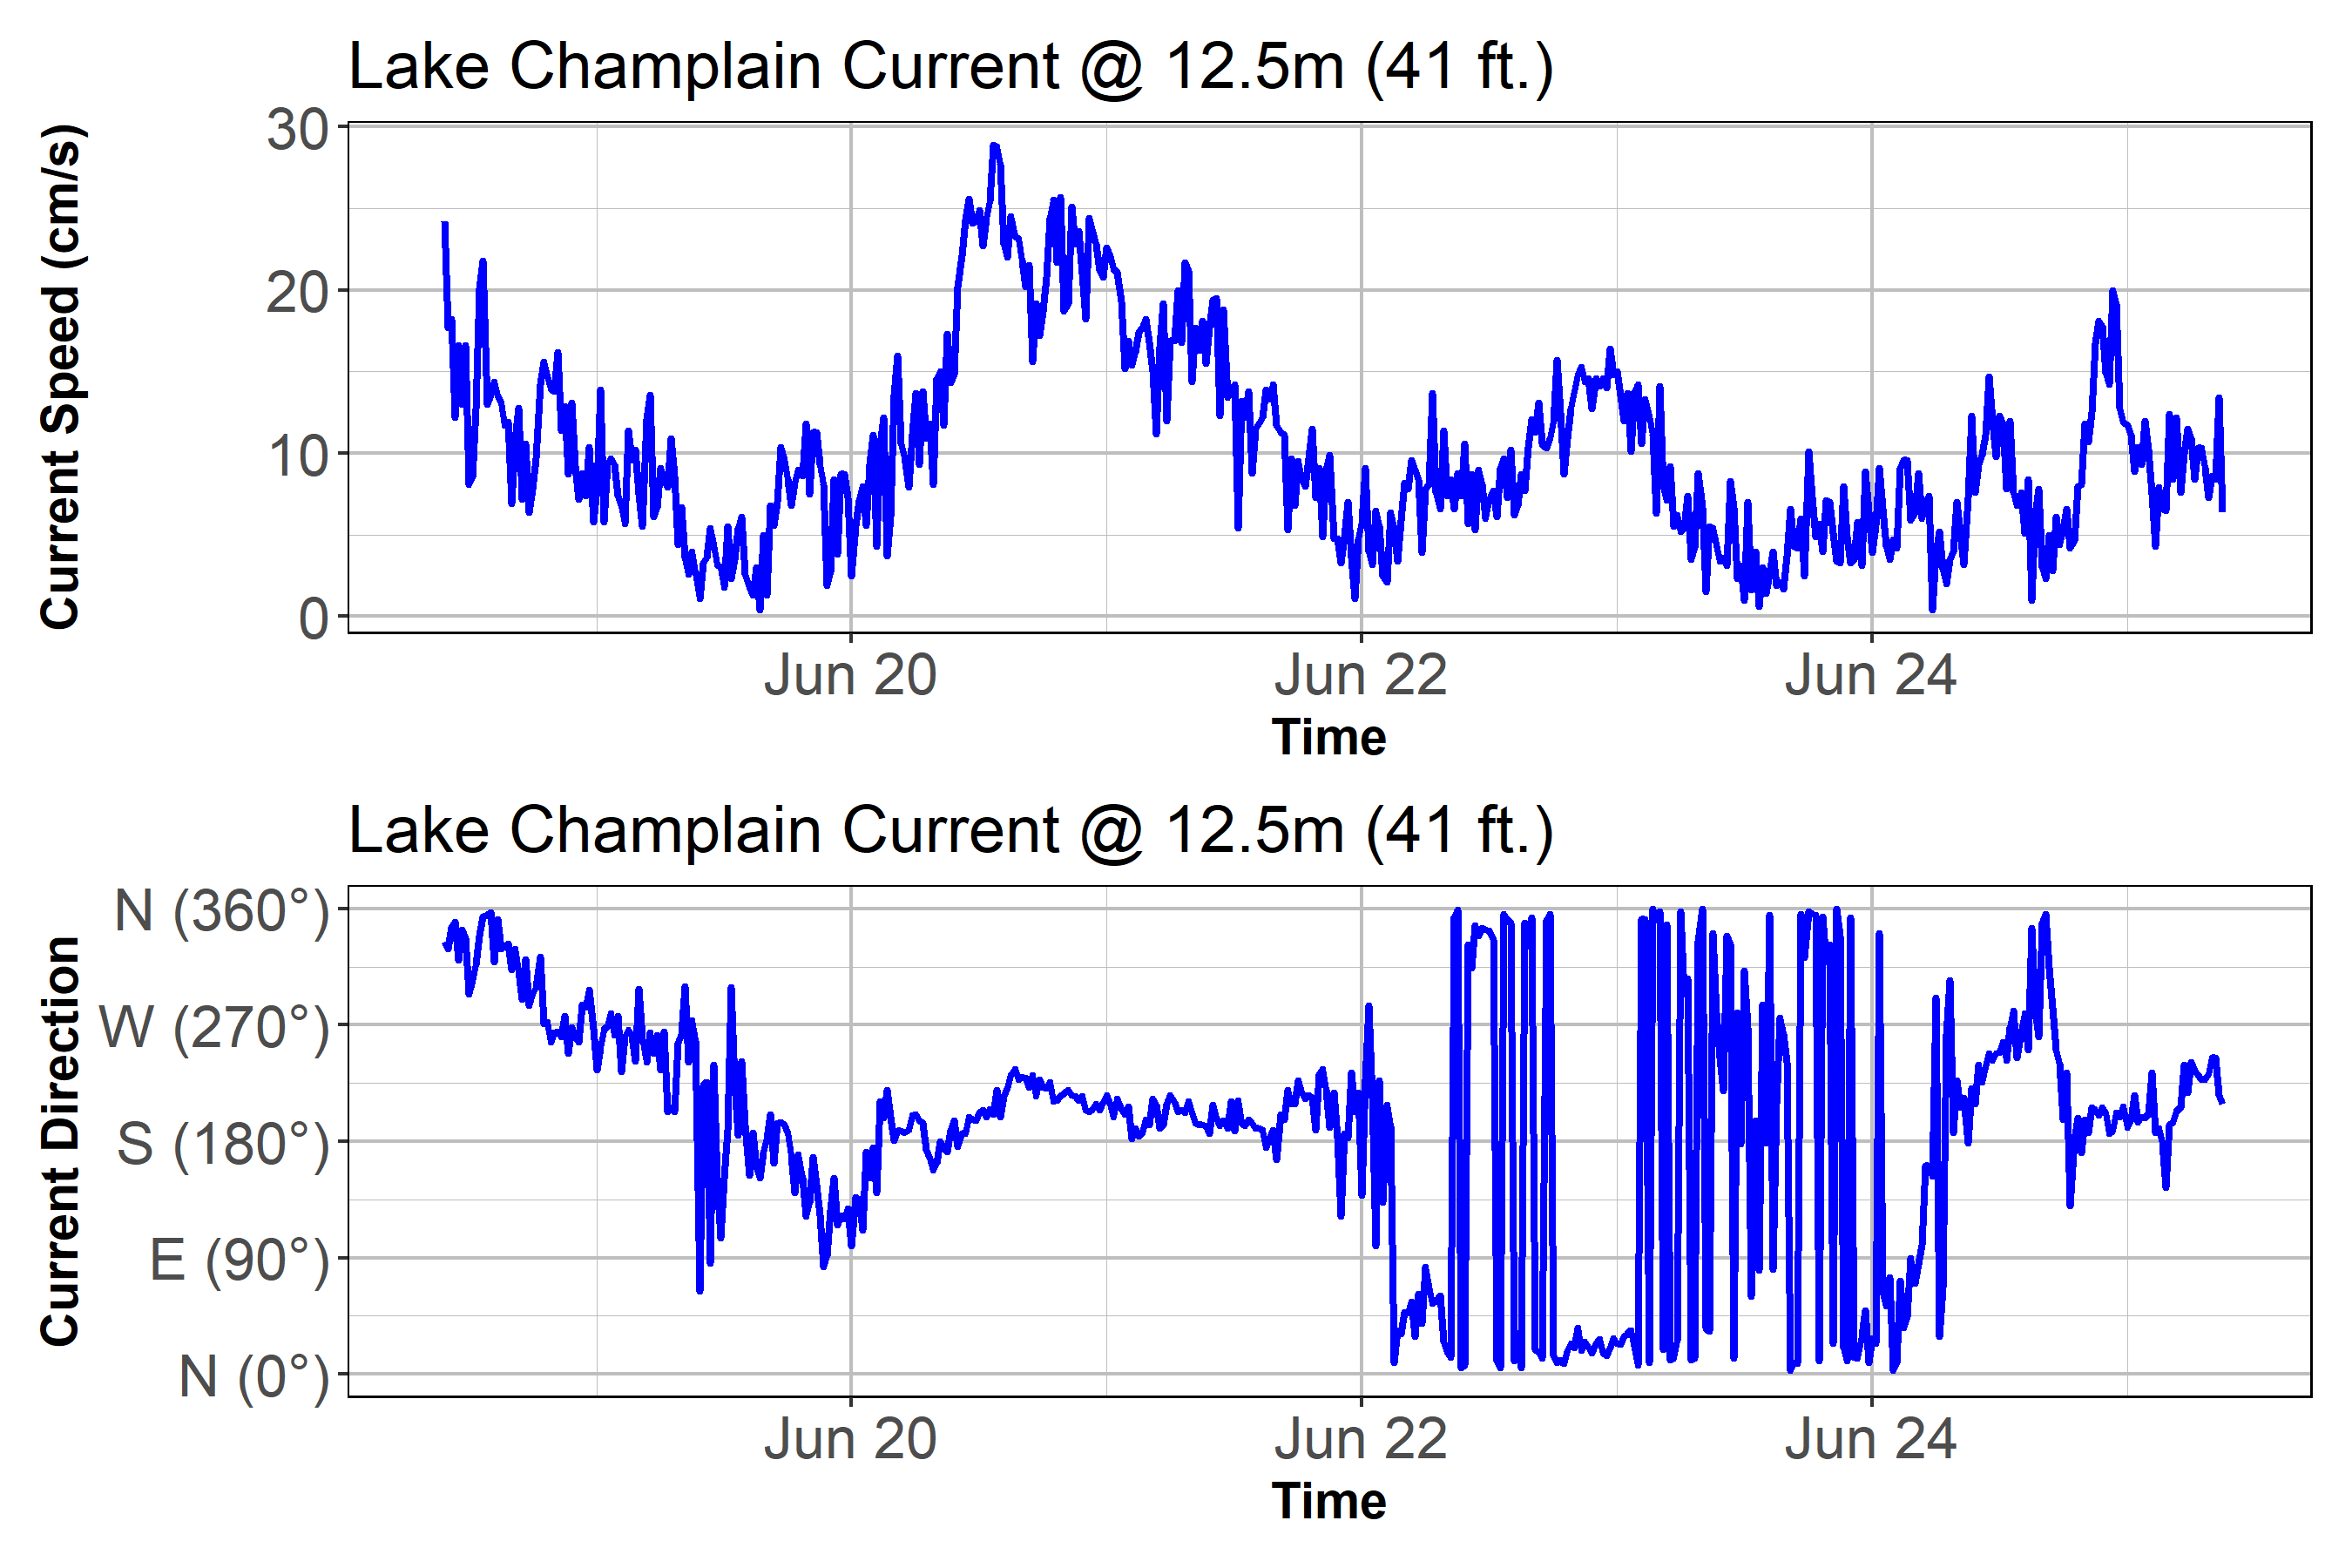 Lake Champlain Current @ 12.5m (41 ft.)
Current Speed (cm/s)
30
20
10
0
Jun 20 Jun 22 Jun 24
Time
Lake Champlain Current @ 12.5m (41 ft.)
Current Direction
N (360°)
W (270°)
S (180°)
E (90°)
N (0°)
Jun 20 Jun 22 Jun 24
Time